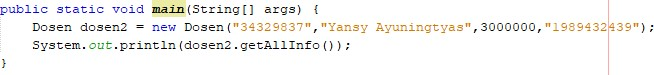 public static void main(String[] args) {
Dosen dosen2 = new Dosen("34329837","Yansy Ayuningtyas",3000000,"1989432439");
System.out.println(dosen2.getAllInfo());
}